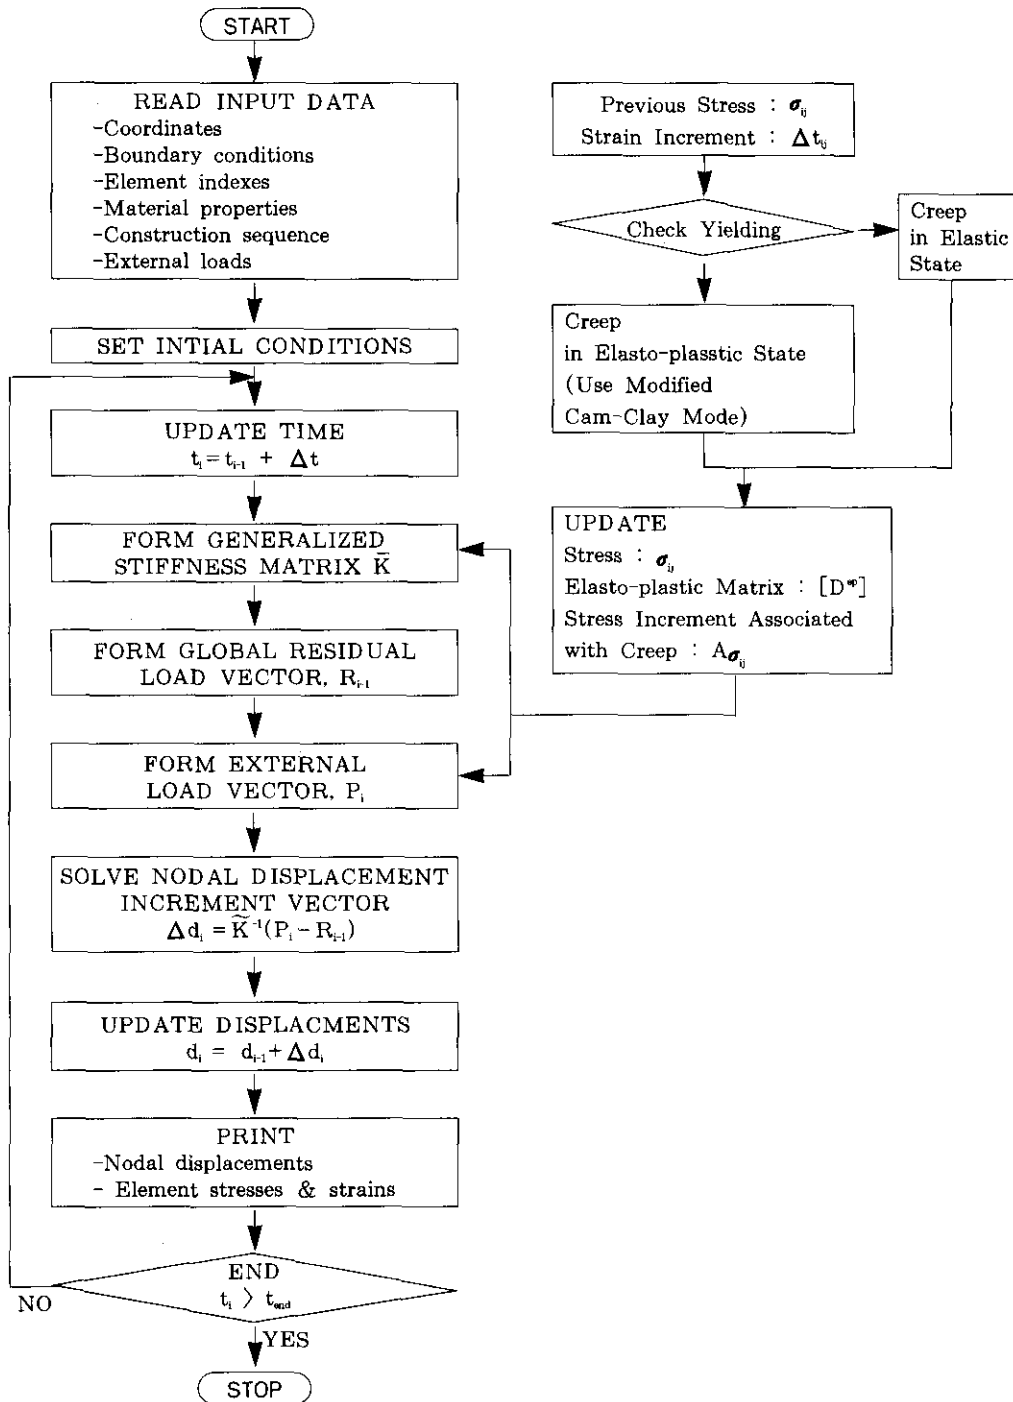 START
READ INPUT DATA
-Coordinates
-Boundary conditions
-Element indexes
-Material properties
-Construction sequence
-External loads
SET INTIAL CONDITIONS
UPDATE TIME
tᵢ = tᵢ₋₁ + Δt
FORM GENERALIZED
STIFFNESS MATRIX K̄
FORM GLOBAL RESIDUAL
LOAD VECTOR, Rᵢ₋₁
FORM EXTERNAL
LOAD VECTOR, Pᵢ
SOLVE NODAL DISPLACEMENT
INCREMENT VECTOR
Δdᵢ = K̃⁻¹(Pᵢ − Rᵢ₋₁)
UPDATE DISPLACMENTS
dᵢ = dᵢ₋₁ + Δdᵢ
PRINT
-Nodal displacements
- Element stresses & strains
END
tᵢ > t_end
NO
YES
STOP
Previous Stress : σᵢⱼ
Strain Increment : Δtᵢⱼ
Check Yielding
Creep
in Elastic
State
Creep
in Elasto-plasstic State
(Use Modified
Cam-Clay Mode)
UPDATE
Stress : σᵢⱼ
Elasto-plastic Matrix : [Dᵉᵖ]
Stress Increment Associated
with Creep : Aσᵢⱼ